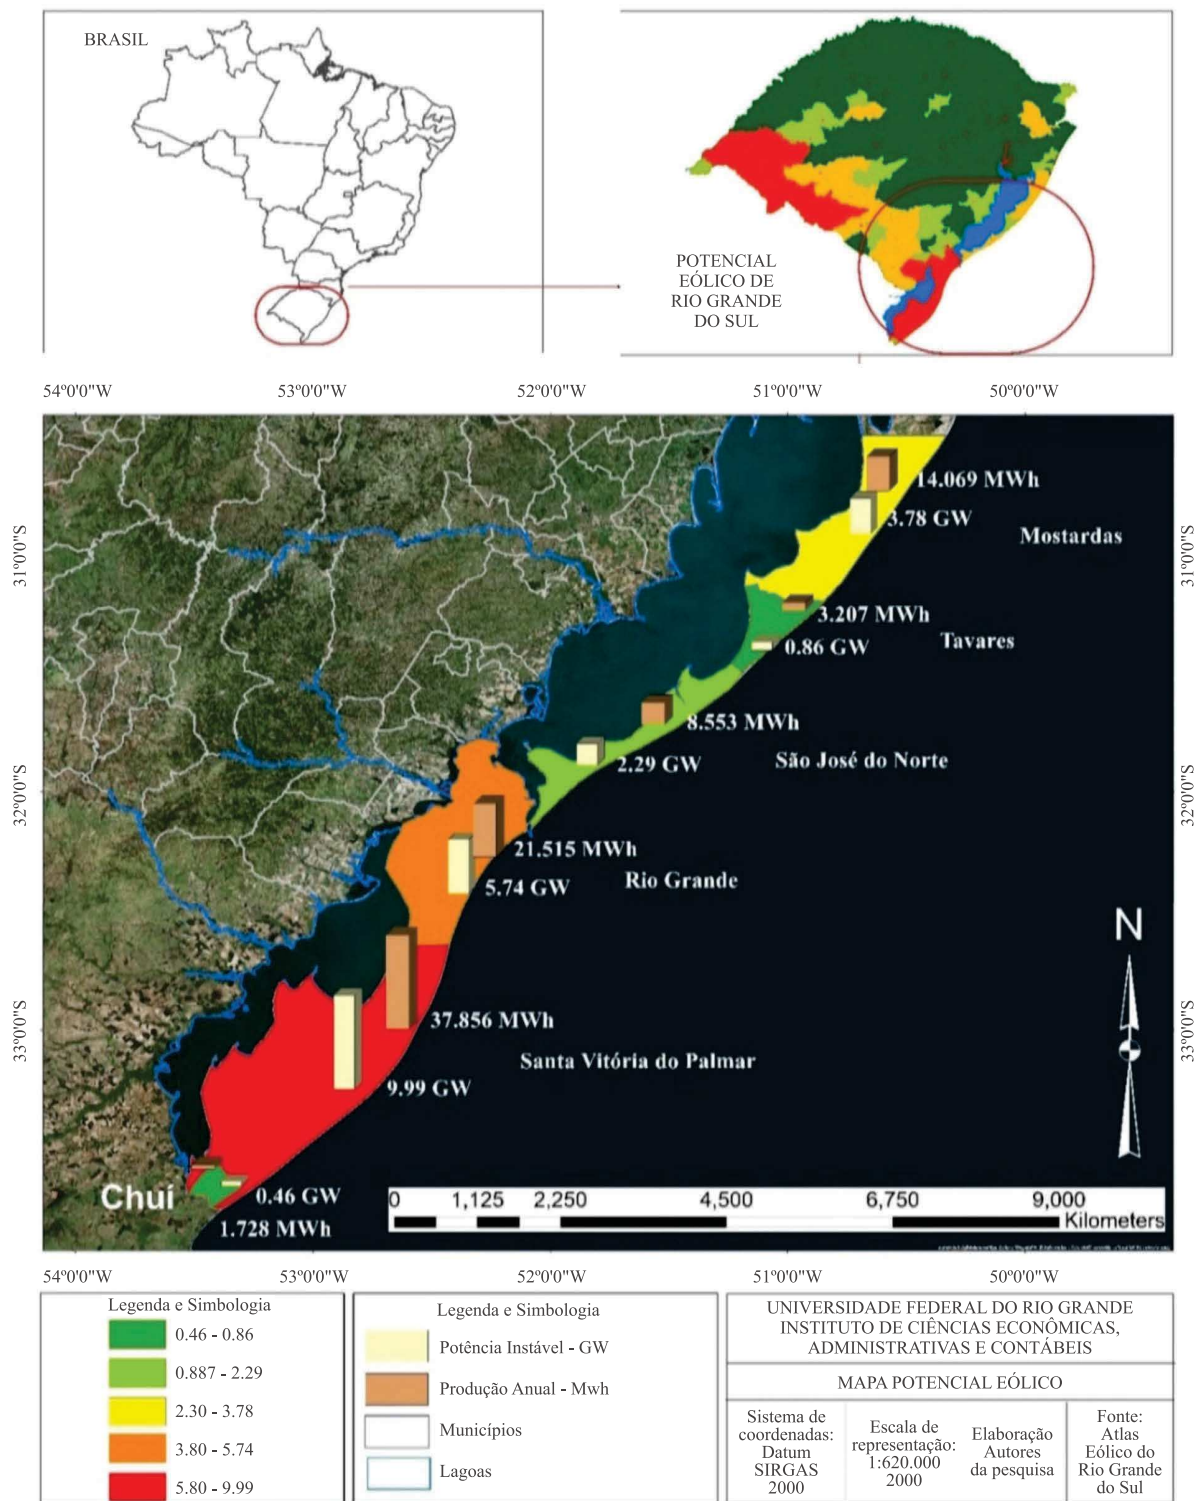 BRASIL
POTENCIAL
EÓLICO DE
RIO GRANDE
DO SUL
54º0'0"W
53º0'0"W
52º0'0"W
51º0'0"W
50º0'0"W
31º0'0"S
32º0'0"S
33º0'0"S
31º0'0"S
32º0'0"S
33º0'0"S
14.069 MWh
3.78 GW
Mostardas
3.207 MWh
Tavares
0.86 GW
8.553 MWh
São José do Norte
2.29 GW
21.515 MWh
Rio Grande
5.74 GW
37.856 MWh
Santa Vitória do Palmar
9.99 GW
Chuí
0.46 GW
1.728 MWh
N
0 1,125 2,250 4,500 6,750 9,000
Kilometers
54º0'0"W
53º0'0"W
52º0'0"W
51º0'0"W
50º0'0"W
Legenda e Simbologia
0.46 - 0.86
0.887 - 2.29
2.30 - 3.78
3.80 - 5.74
5.80 - 9.99
Legenda e Simbologia
Potência Instável - GW
Produção Anual - Mwh
Municípios
Lagoas
UNIVERSIDADE FEDERAL DO RIO GRANDE
INSTITUTO DE CIÊNCIAS ECONÔMICAS,
ADMINISTRATIVAS E CONTÁBEIS
MAPA POTENCIAL EÓLICO
Sistema de
coordenadas:
Datum
SIRGAS
2000
Escala de
representação:
1:620.000
2000
Elaboração
Autores
da pesquisa
Fonte:
Atlas
Eólico do
Rio Grande
do Sul